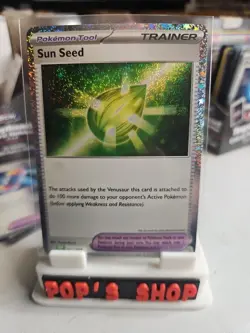 Pokémon Tool
TRAINER
Sun Seed
The attacks used by the Venusaur this card is attached to
do 100 more damage to your opponent's Active Pokémon
(before applying Weakness and Resistance).
POP'S SHOP